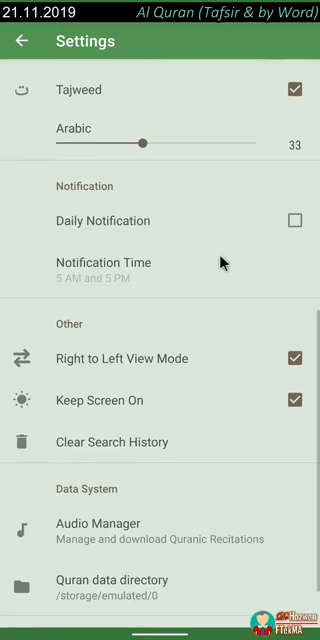 21.11.2019 Al Quran (Tafsir & by Word)
Settings
ت Tajweed
Arabic
33
Notification
Daily Notification
Notification Time
5 AM and 5 PM
Other
Right to Left View Mode
Keep Screen On
Clear Search History
Data System
Audio Manager
Manage and download Quranic Recitations
Quran data directory
/storage/emulated/0
FTekMA